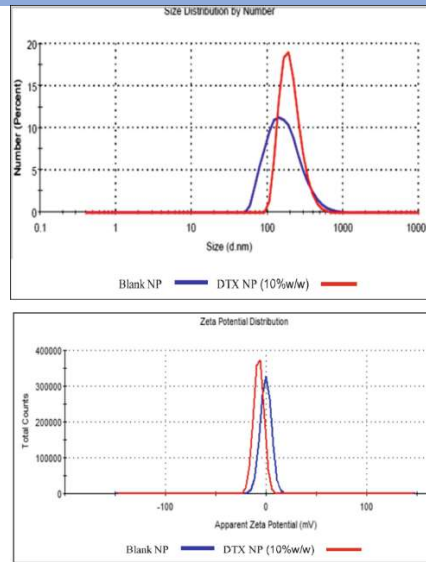 Size Distribution by Number
20
15
10
5
0
Number (Percent)
0.1 1 10 100 1000 1000
Size (d.nm)
Blank NP DTX NP (10%w/w)
Zeta Potential Distribution
400000
300000
200000
100000
0
Total Counts
-100 0 100
Apparent Zeta Potential (mV)
Blank NP DTX NP (10%w/w)